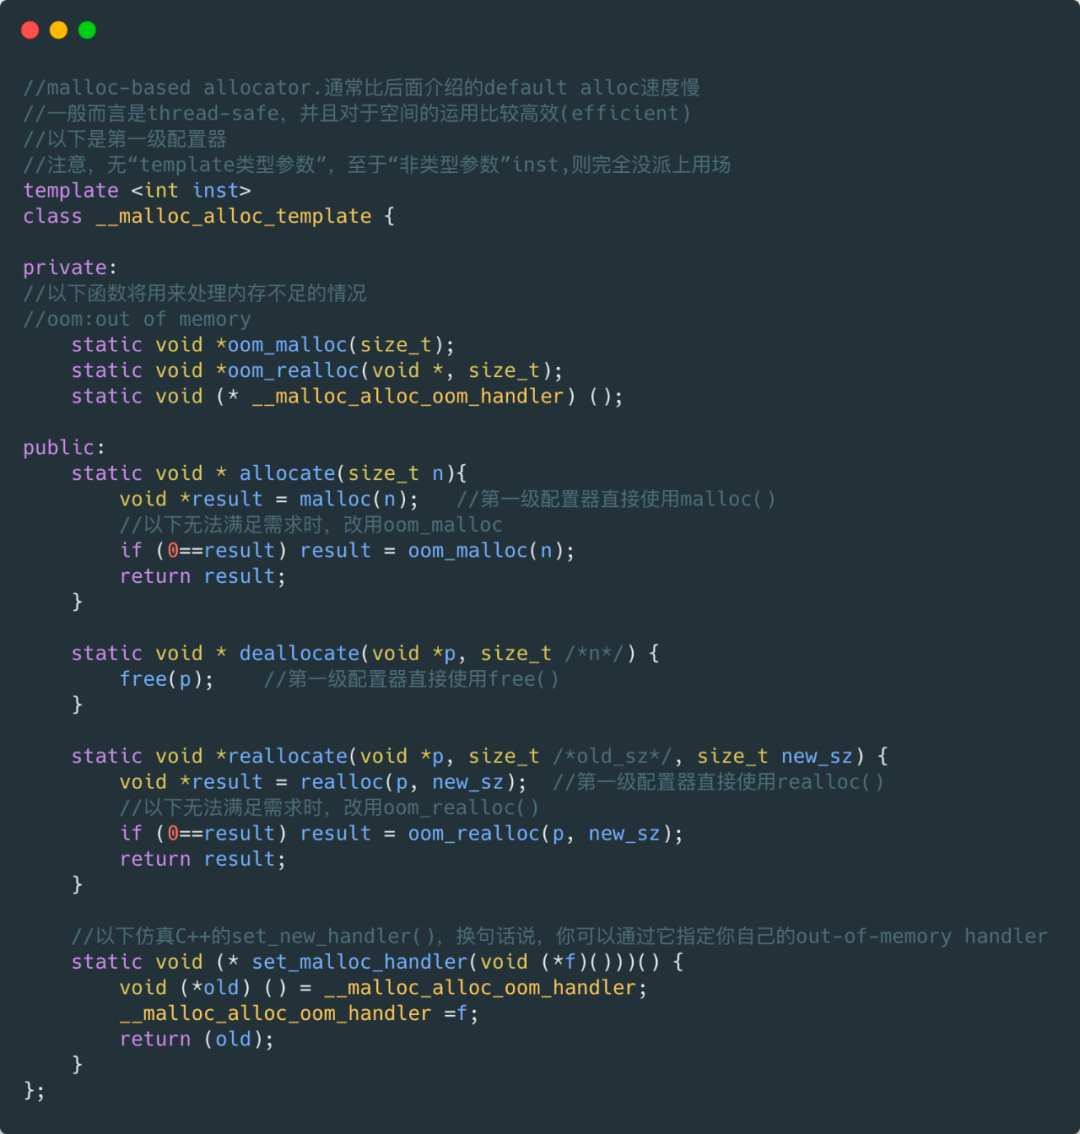 //malloc-based allocator.通常比后面介绍的default alloc速度慢
//一般而言是thread-safe，并且对于空间的运用比较高效(efficient)
//以下是第一级配置器
//注意，无“template类型参数”，至于“非类型参数”inst,则完全没派上用场
template <int inst>
class __malloc_alloc_template {

private:
//以下函数将用来处理内存不足的情况
//oom:out of memory
    static void *oom_malloc(size_t);
    static void *oom_realloc(void *, size_t);
    static void (* __malloc_alloc_oom_handler) ();

public:
    static void * allocate(size_t n){
        void *result = malloc(n);   //第一级配置器直接使用malloc()
        //以下无法满足需求时，改用oom_malloc
        if (0==result) result = oom_malloc(n);
        return result;
    }

    static void * deallocate(void *p, size_t /*n*/) {
        free(p);    //第一级配置器直接使用free()
    }

    static void *reallocate(void *p, size_t /*old_sz*/, size_t new_sz) {
        void *result = realloc(p, new_sz);  //第一级配置器直接使用realloc()
        //以下无法满足需求时，改用oom_realloc()
        if (0==result) result = oom_realloc(p, new_sz);
        return result;
    }

    //以下仿真C++的set_new_handler()，换句话说，你可以通过它指定你自己的out-of-memory handler
    static void (* set_malloc_handler(void (*f)()))() {
        void (*old) () = __malloc_alloc_oom_handler;
        __malloc_alloc_oom_handler =f;
        return (old);
    }
};